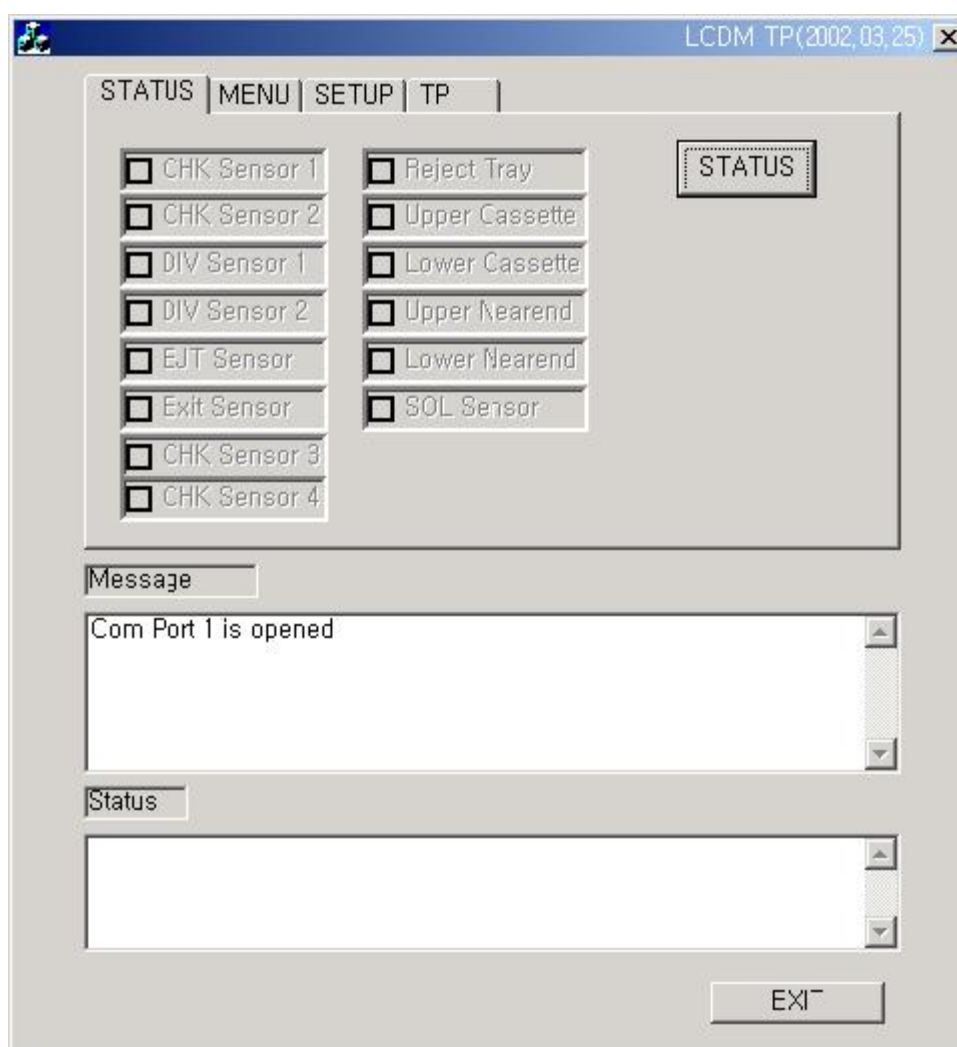 LCDM TP(2002,03,25)
STATUS MENU SETUP TP
CHK Sensor 1
CHK Sensor 2
DIV Sensor 1
DIV Sensor 2
EJT Sensor
Exit Sensor
CHK Sensor 3
CHK Sensor 4
Reject Tray
Upper Cassette
Lower Cassette
Upper Nearend
Lower Nearend
SOL Sensor
STATUS
Message
Com Port 1 is opened
Status
EXIT